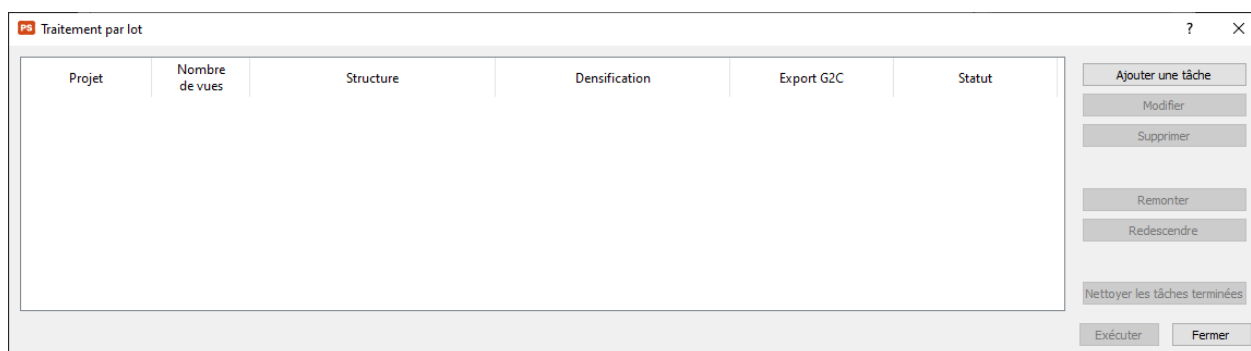 PS Traitement par lot ?
Projet Nombre de vues Structure Densification Export G2C Statut
Ajouter une tâche
Modifier
Supprimer
Remonter
Redescendre
Nettoyer les tâches terminées
Exécuter Fermer